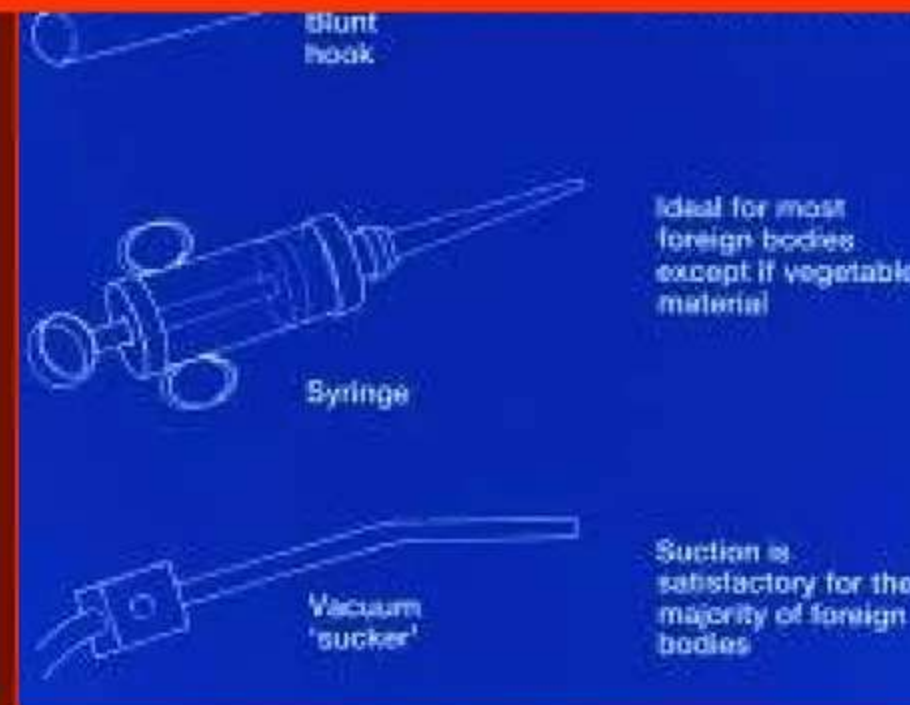 Blunt
hook
Ideal for most
foreign bodies
except if vegetable
material
Syringe
Suction is
satisfactory for the
majority of foreign
bodies
Vacuum
'sucker'